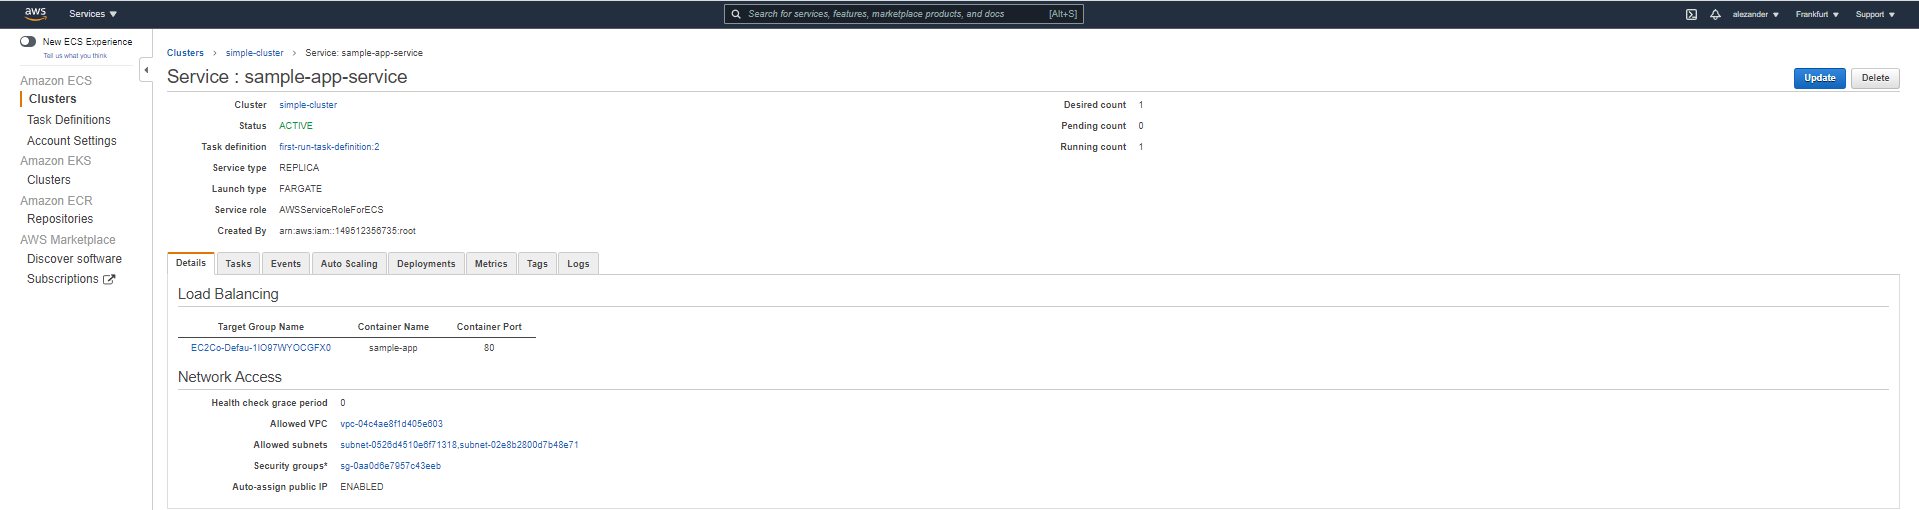 aws Services Search for services, features, marketplace products, and docs [Alt+S] alezander Frankfurt Support
New ECS Experience
Tell us what you think
Amazon ECS
Clusters
Task Definitions
Account Settings
Amazon EKS
Clusters
Amazon ECR
Repositories
AWS Marketplace
Discover software
Subscriptions
Clusters > simple-cluster > Service: sample-app-service
Service : sample-app-service
Update Delete
Cluster simple-cluster
Status ACTIVE
Task definition first-run-task-definition:2
Service type REPLICA
Launch type FARGATE
Service role AWSServiceRoleForECS
Created By arn:aws:iam::149512356735:root
Desired count 1
Pending count 0
Running count 1
Details Tasks Events Auto Scaling Deployments Metrics Tags Logs
Load Balancing
Target Group Name Container Name Container Port
EC2Co-Defau-1IO97WYOCGFX0 sample-app 80
Network Access
Health check grace period 0
Allowed VPC vpc-04c4ae8f1d405e603
Allowed subnets subnet-0526d4510e6f71318,subnet-02e8b2800d7b48e71
Security groups* sg-0aa0d6e7957c43eeb
Auto-assign public IP ENABLED